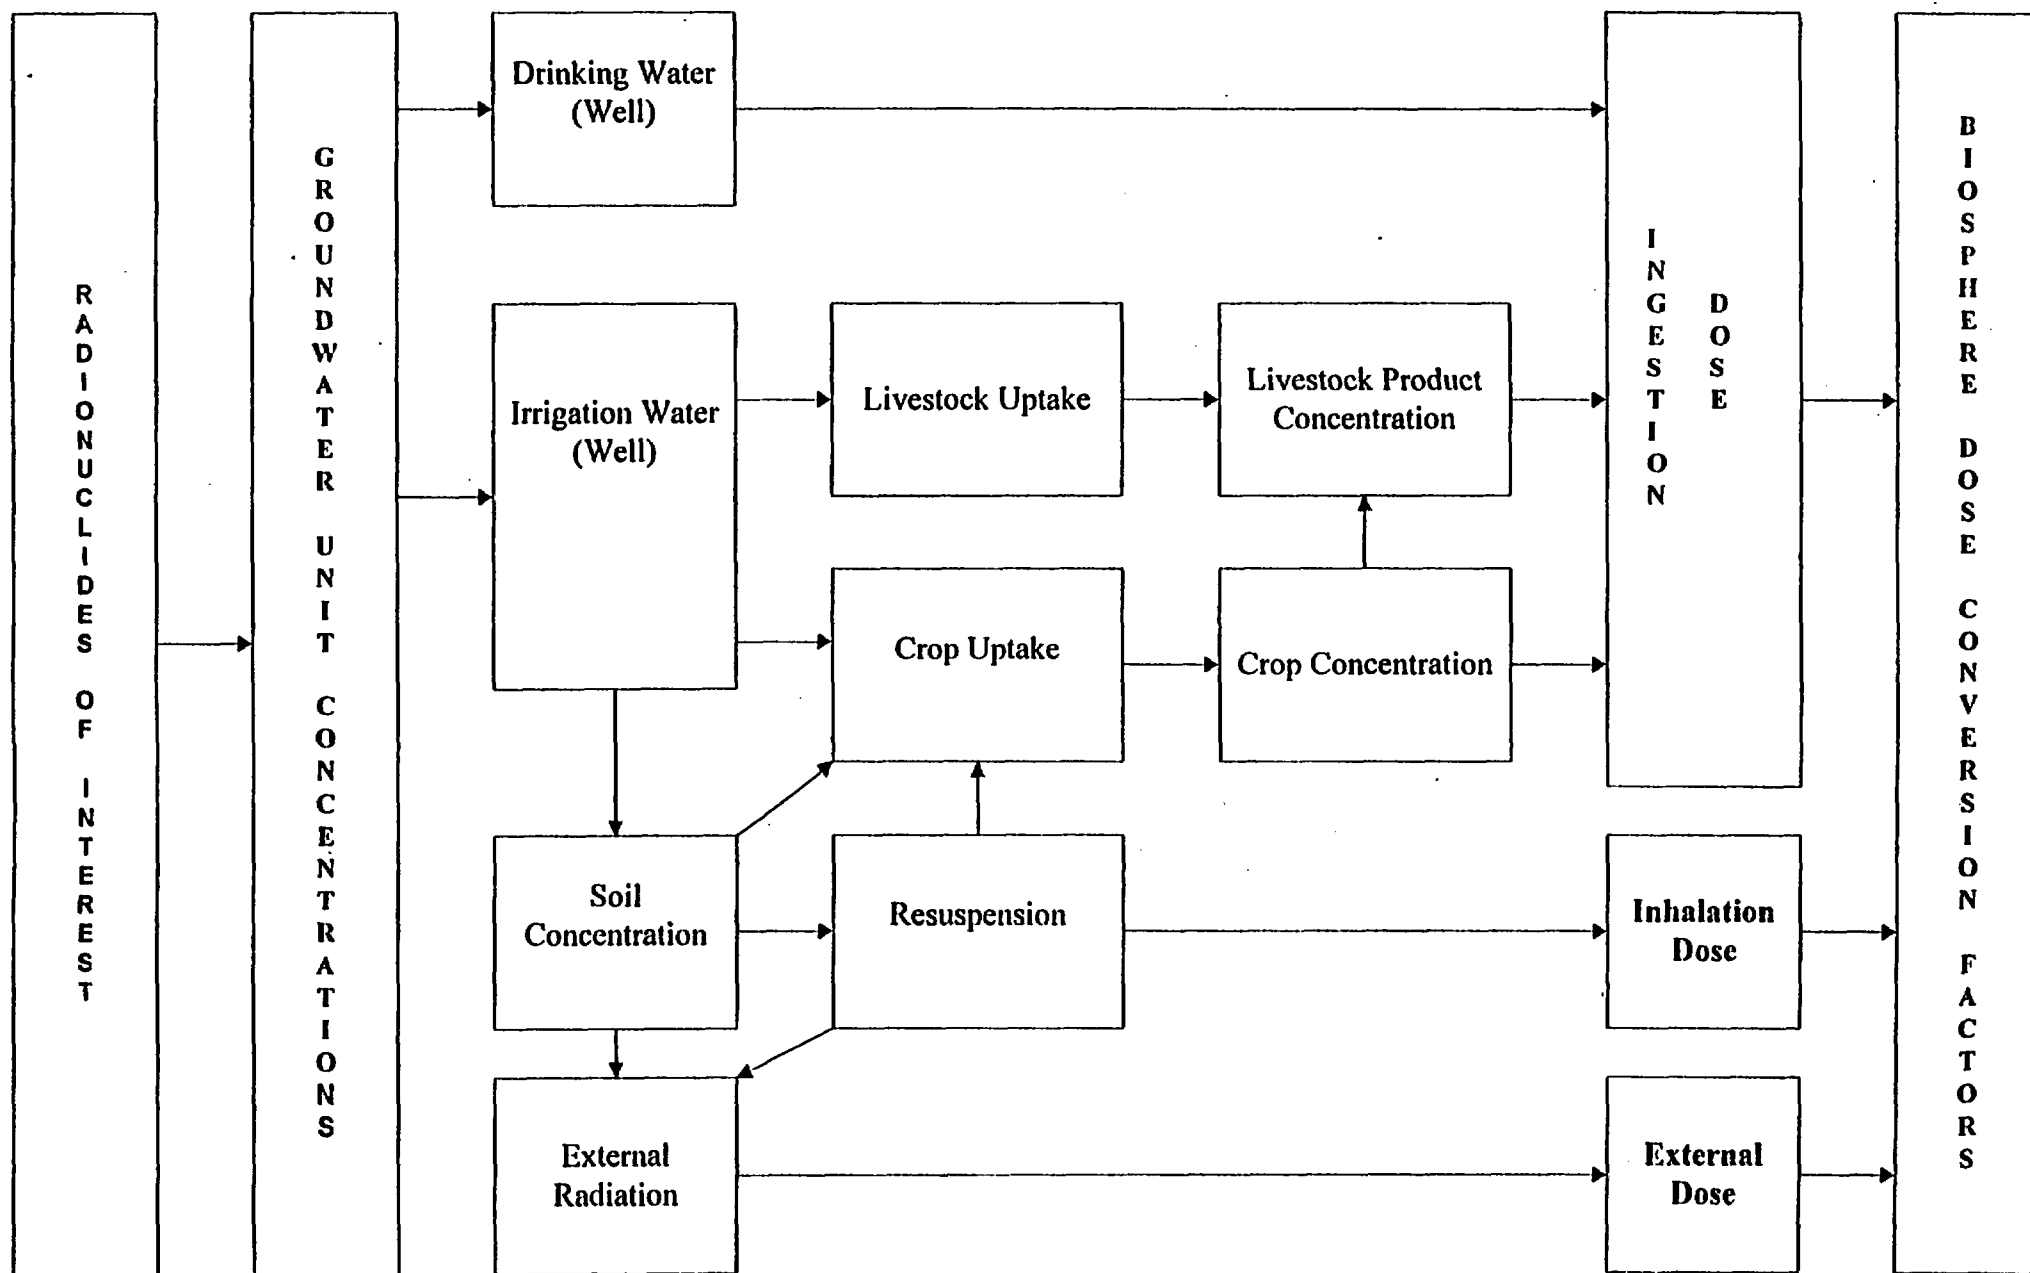 RADIONUCLIDES OF INTEREST
GROUNDWATER UNIT CONCENTRATIONS
Drinking Water
(Well)
Irrigation Water
(Well)
Livestock Uptake
Livestock Product
Concentration
Crop Uptake
Crop Concentration
Soil
Concentration
Resuspension
External
Radiation
INGESTION
DOSE
Inhalation
Dose
External
Dose
BIOSPHERE DOSE CONVERSION FACTORS